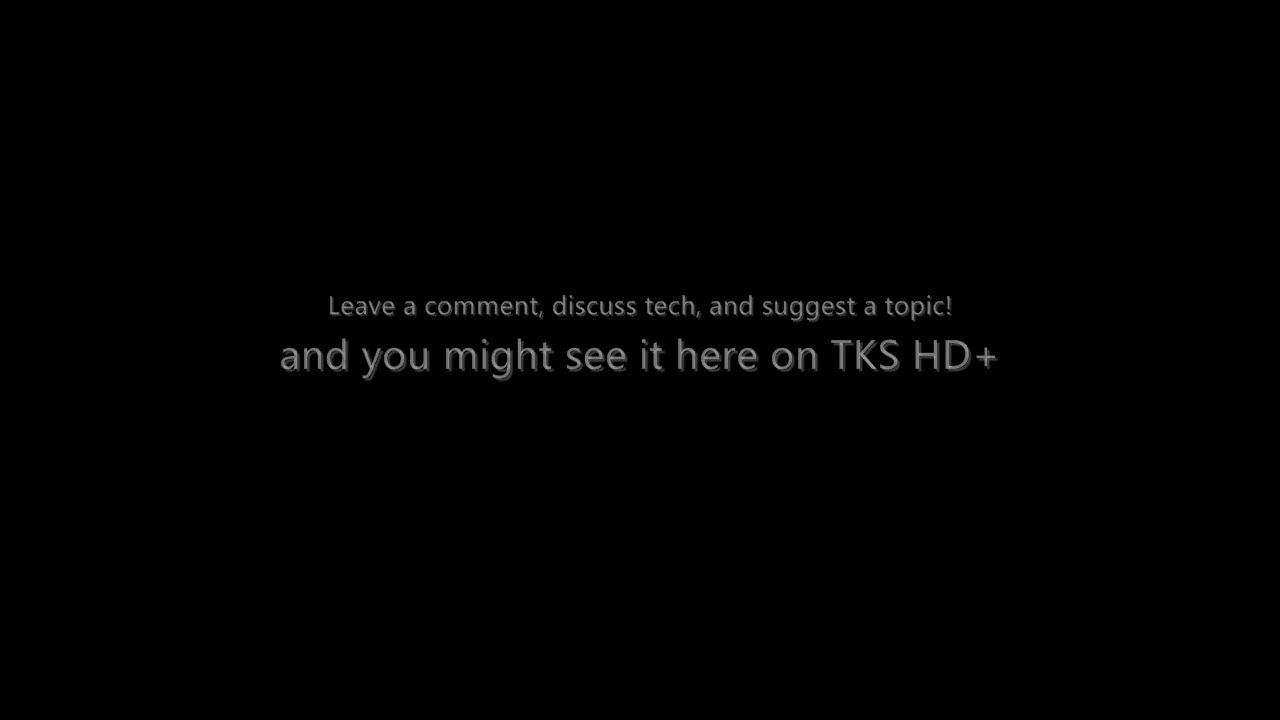 Leave a comment, discuss tech, and suggest a topic!
and you might see it here on TKS HD+